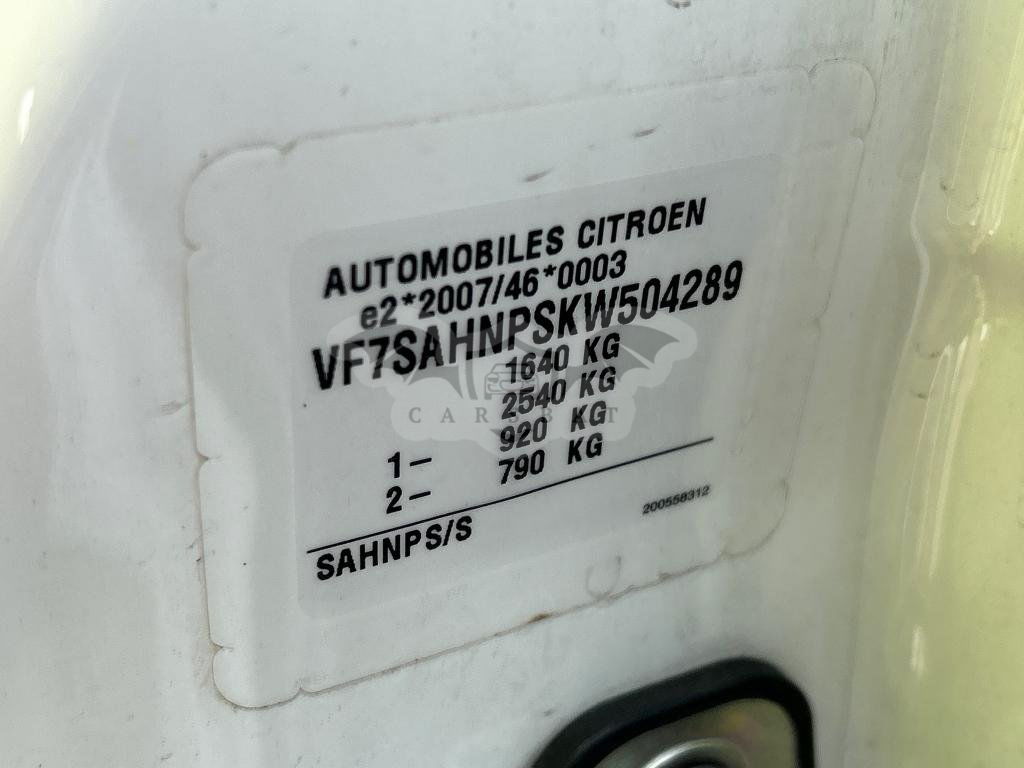 AUTOMOBILES CITROEN
e2*2007/46*0003
VF7SAHNPSKW504289
1640 KG
2540 KG
1- 920 KG
2- 790 KG
SAHNPS/S
200558312
CARSBAT